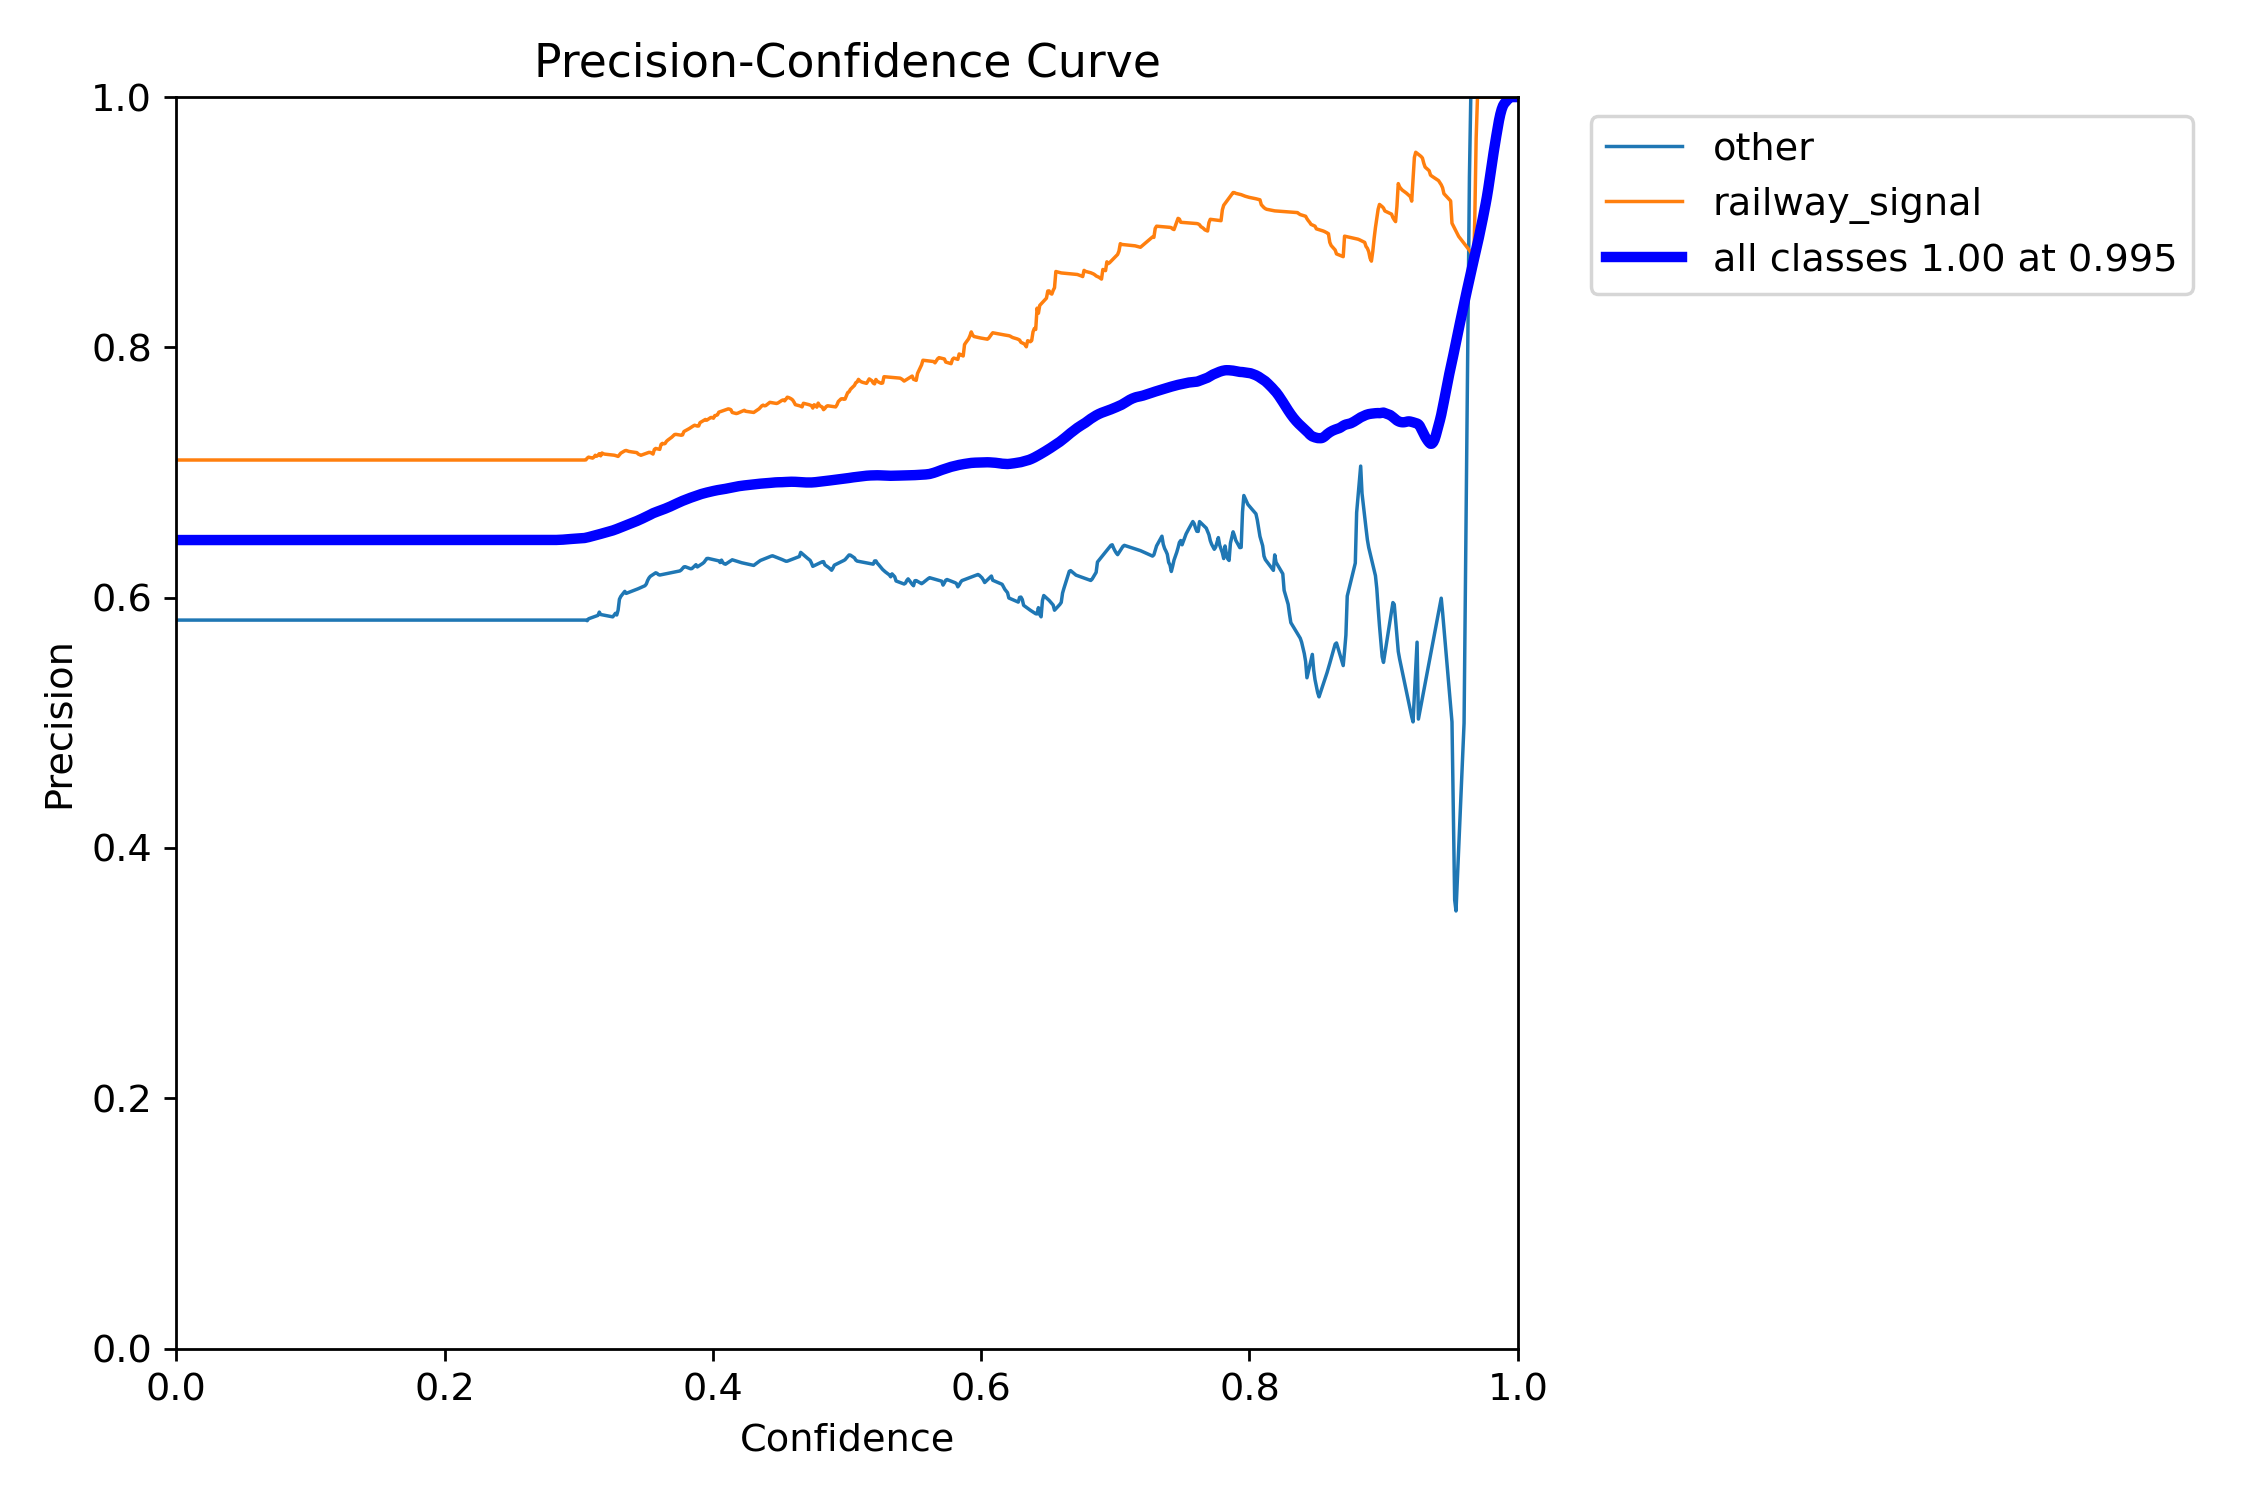 Precision-Confidence Curve
1.0
0.8
0.6
0.4
0.2
0.0
Precision
0.0 0.2 0.4 0.6 0.8 1.0
Confidence
other
railway_signal
all classes 1.00 at 0.995